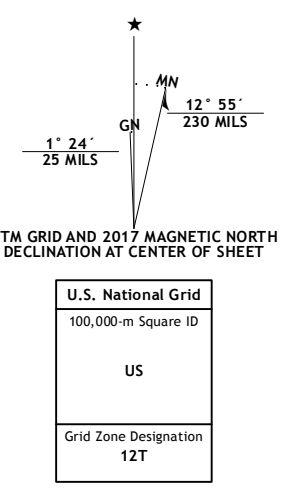 ★
MN
GN
12° 55´
230 MILS
1° 24´
25 MILS
TM GRID AND 2017 MAGNETIC NORTH
DECLINATION AT CENTER OF SHEET
U.S. National Grid
100,000-m Square ID
US
Grid Zone Designation
12T